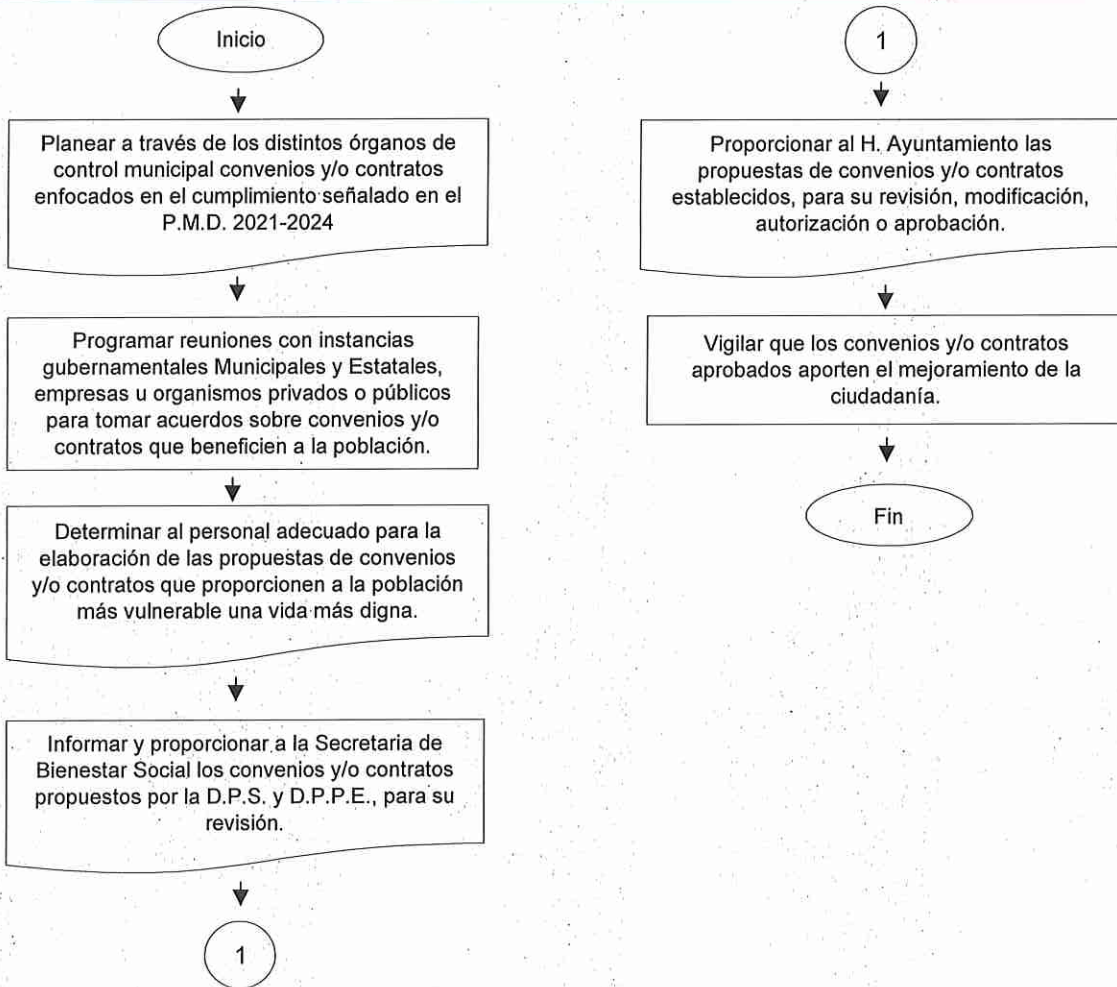 Inicio
Planear a través de los distintos órganos de
control municipal convenios y/o contratos
enfocados en el cumplimiento señalado en el
P.M.D. 2021-2024
Programar reuniones con instancias
gubernamentales Municipales y Estatales,
empresas u organismos privados o públicos
para tomar acuerdos sobre convenios y/o
contratos que beneficien a la población.
Determinar al personal adecuado para la
elaboración de las propuestas de convenios
y/o contratos que proporcionen a la población
más vulnerable una vida más digna.
Informar y proporcionar a la Secretaria de
Bienestar Social los convenios y/o contratos
propuestos por la D.P.S. y D.P.P.E., para su
revisión.
1
1
Proporcionar al H. Ayuntamiento las
propuestas de convenios y/o contratos
establecidos, para su revisión, modificación,
autorización o aprobación.
Vigilar que los convenios y/o contratos
aprobados aporten el mejoramiento de la
ciudadanía.
Fin